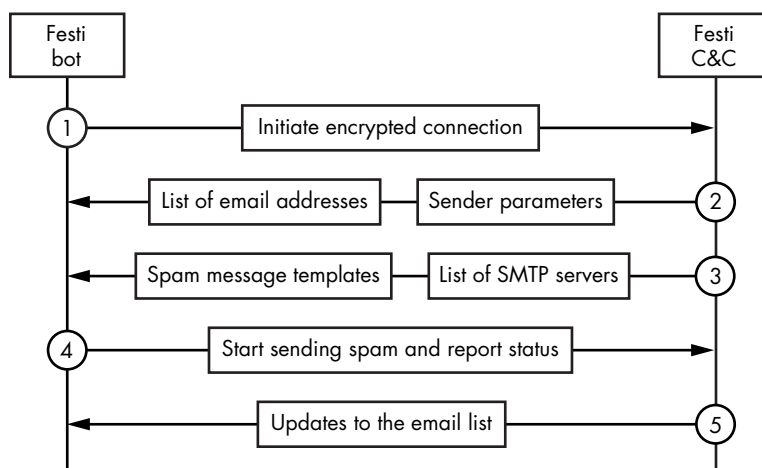 Festi
bot
Festi
C&C
1
Initiate encrypted connection
List of email addresses
Sender parameters
2
Spam message templates
List of SMTP servers
3
4
Start sending spam and report status
Updates to the email list
5